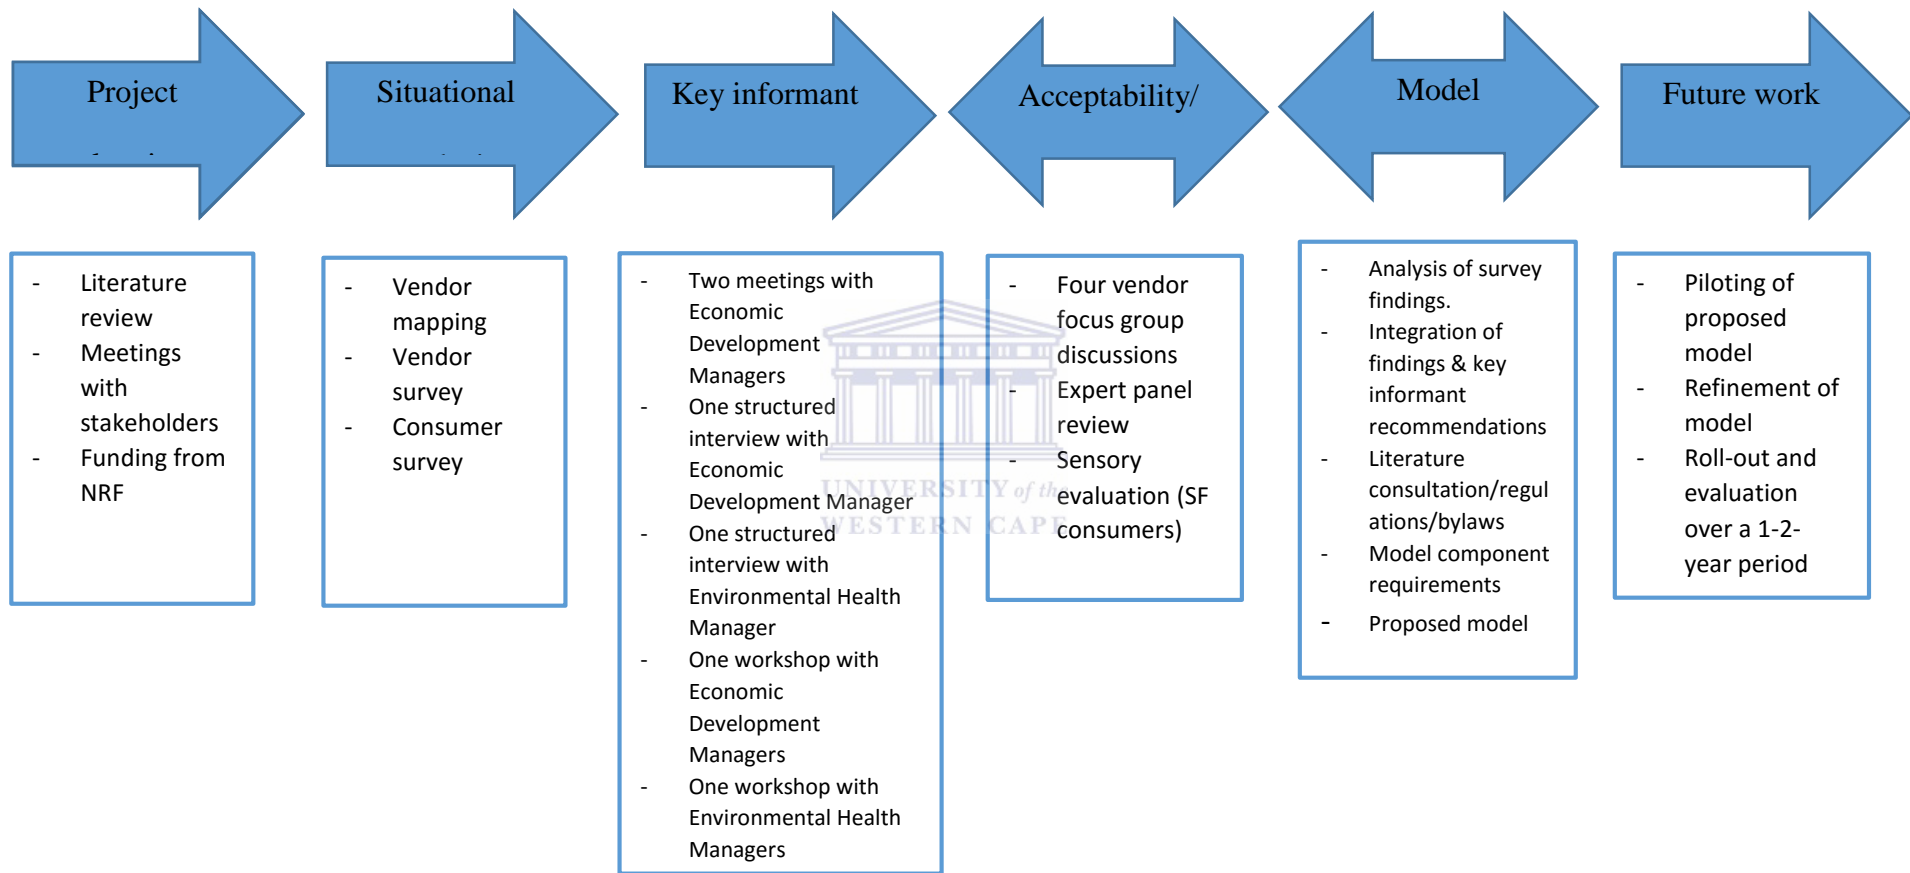 Project
Situational
Key informant
Acceptability/
Model
Future work
- Literature
review
- Meetings
with
stakeholders
- Funding from
NRF
- Vendor
mapping
- Vendor
survey
- Consumer
survey
- Two meetings with
Economic
Development
Managers
- One structured
interview with
Economic
Development Manager
- One structured
interview with
Environmental Health
Manager
- One workshop with
Economic
Development
Managers
- One workshop with
Environmental Health
Managers
- Four vendor
focus group
discussions
- Expert panel
review
- Sensory
evaluation (SF
consumers)
- Analysis of survey
findings.
- Integration of
findings & key
informant
recommendations
- Literature
consultation/regul
ations/bylaws
- Model component
requirements
- Proposed model
- Piloting of
proposed
model
- Refinement of
model
- Roll-out and
evaluation
over a 1-2-
year period
UNIVERSITY of the
WESTERN CAPE